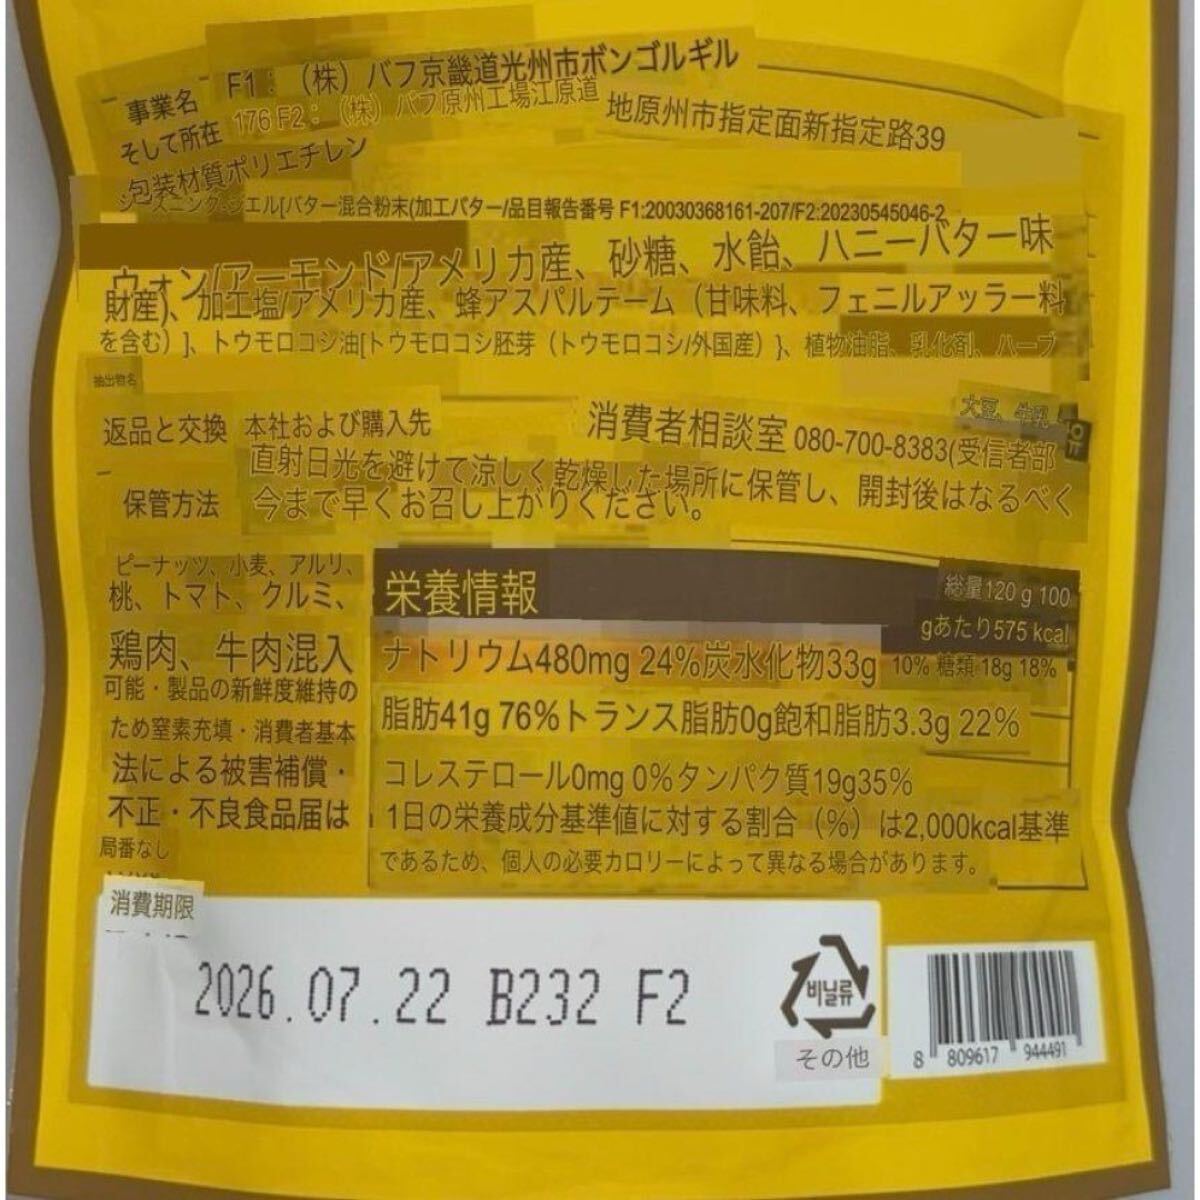 事業名 F1：（株）バフ京畿道光州市ボンゴルギル
そして所在 176 F2：（株）バフ原州工場江原道 地原州市指定面新指定路39
包装材質ポリエチレン
シーズニングジエル[バター混合粉末(加工バター/品目報告番号 F1:20030368161-207/F2:20230545046-2
ウォン/アーモンド/アメリカ産、砂糖、水飴、ハニーバター味
財産)、加工塩/アメリカ産、蜂アスパルテーム（甘味料、フェニルアッラー料
を含む）]、トウモロコシ油[トウモロコシ胚芽（トウモロコシ/外国産）}、植物油脂、乳化剤、ハーブ
抽出物名
大豆、牛乳
返品と交換 本社および購入先 消費者相談室 080-700-8383(受信者部
保管方法 直射日光を避けて涼しく乾燥した場所に保管し、開封後はなるべく
今まで早くお召し上がりください。
ピーナッツ、小麦、アルリ、
桃、トマト、クルミ、
鶏肉、牛肉混入
可能・製品の新鮮度維持の
ため窒素充填・消費者基本
法による被害補償・
不正・不良食品届は
局番なし
栄養情報 総量120 g 100
gあたり575 kcal
ナトリウム480mg 24%炭水化物33g 10% 糖類 18g 18%
脂肪41g 76%トランス脂肪0g飽和脂肪3.3g 22%
コレステロール0mg 0%タンパク質19g35%
1日の栄養成分基準値に対する割合（%）は2,000kcal基準
であるため、個人の必要カロリーによって異なる場合があります。
消費期限
2026.07.22 B232 F2
비닐류
その他
8 809617 944491